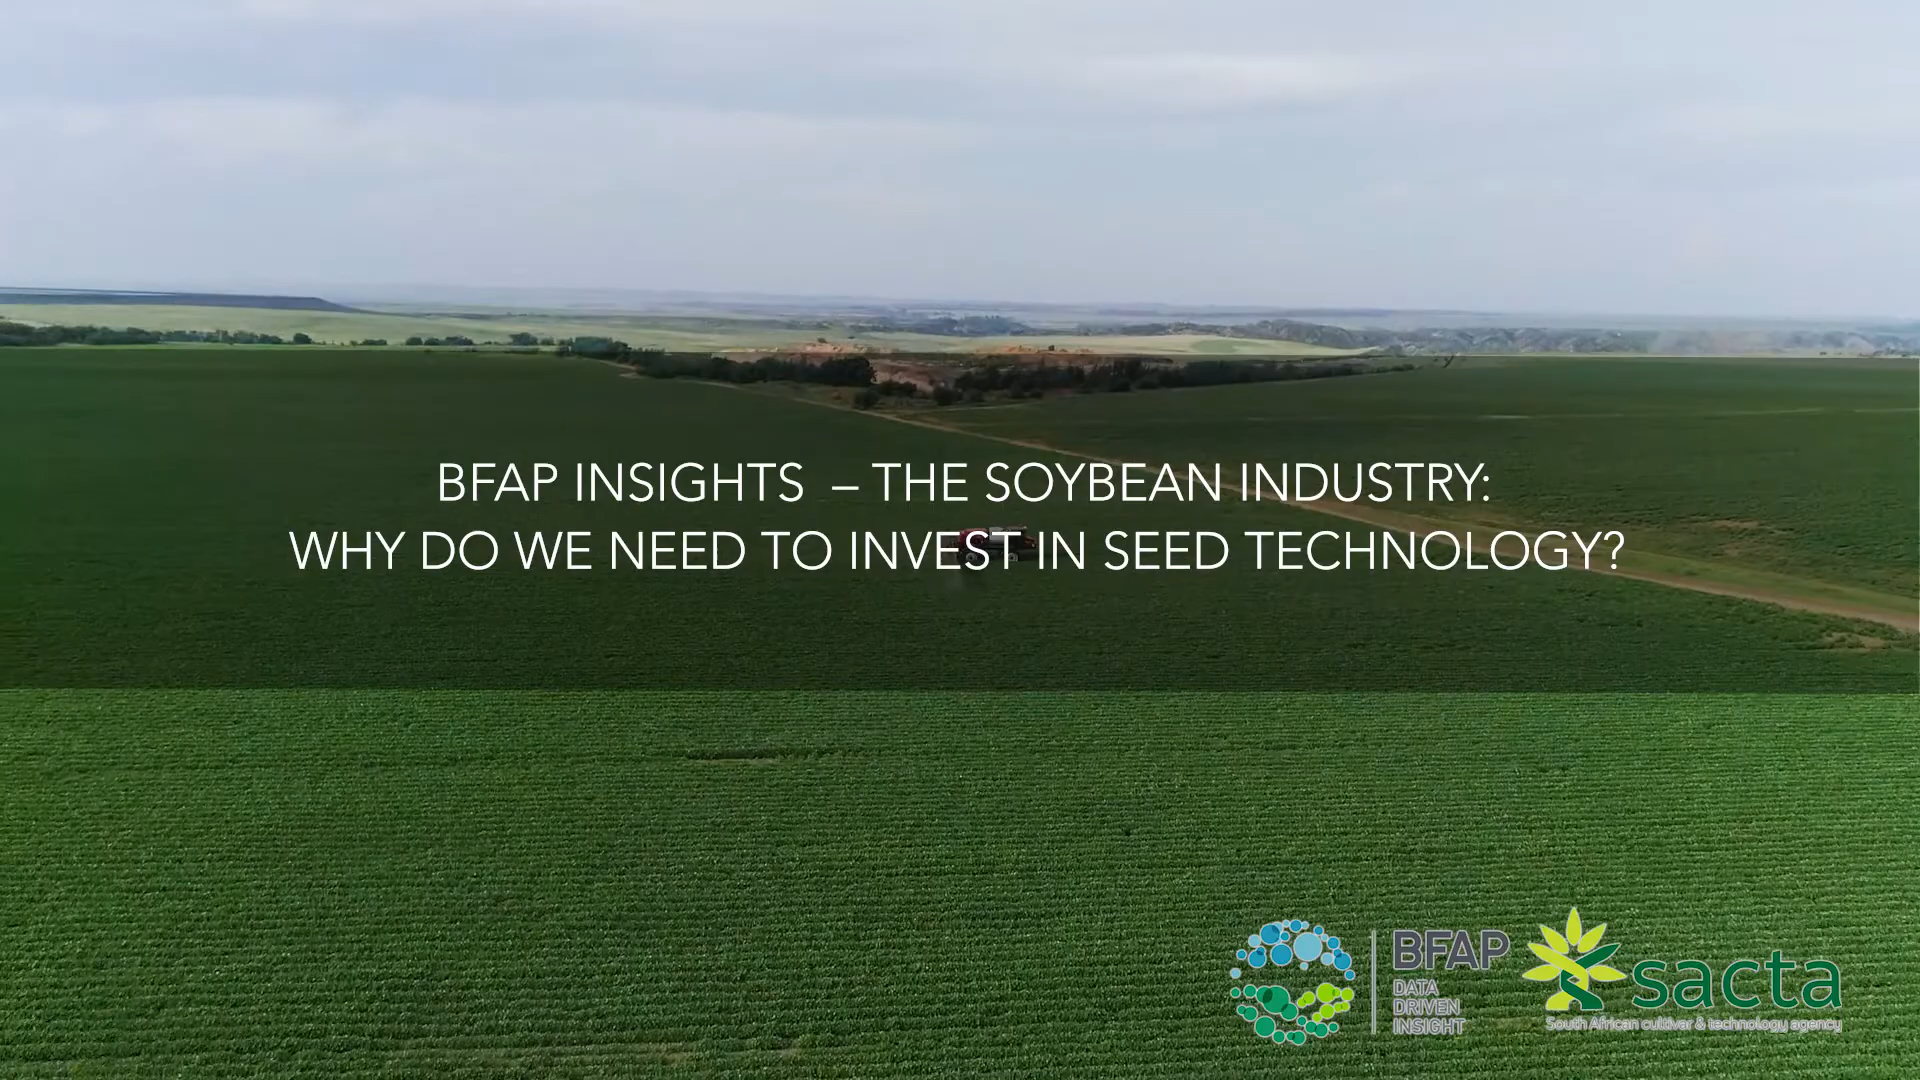 BFAP INSIGHTS – THE SOYBEAN INDUSTRY:
WHY DO WE NEED TO INVEST IN SEED TECHNOLOGY?
BFAP
DATA
DRIVEN
INSIGHT
sacta
South African cultivar & technology agency